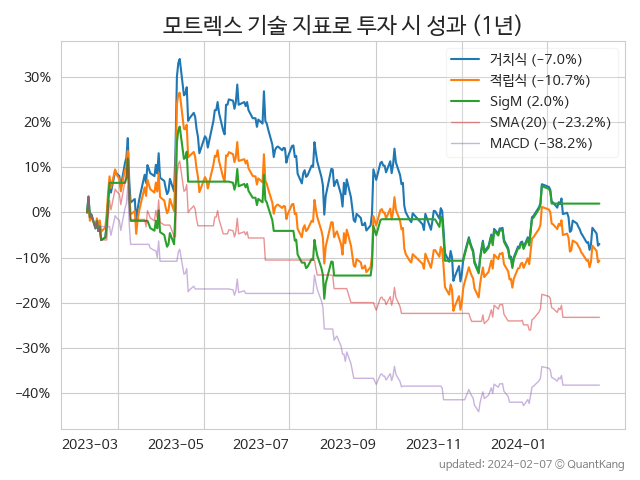 모트렉스 기술 지표로 투자 시 성과 (1년)
거치식 (−7.0%)
적립식 (−10.7%)
SigM (2.0%)
SMA(20) (−23.2%)
MACD (−38.2%)
30%
20%
10%
0%
−10%
−20%
−30%
−40%
2023-03 2023-05 2023-07 2023-09 2023-11 2024-01
updated: 2024-02-07 © QuantKang